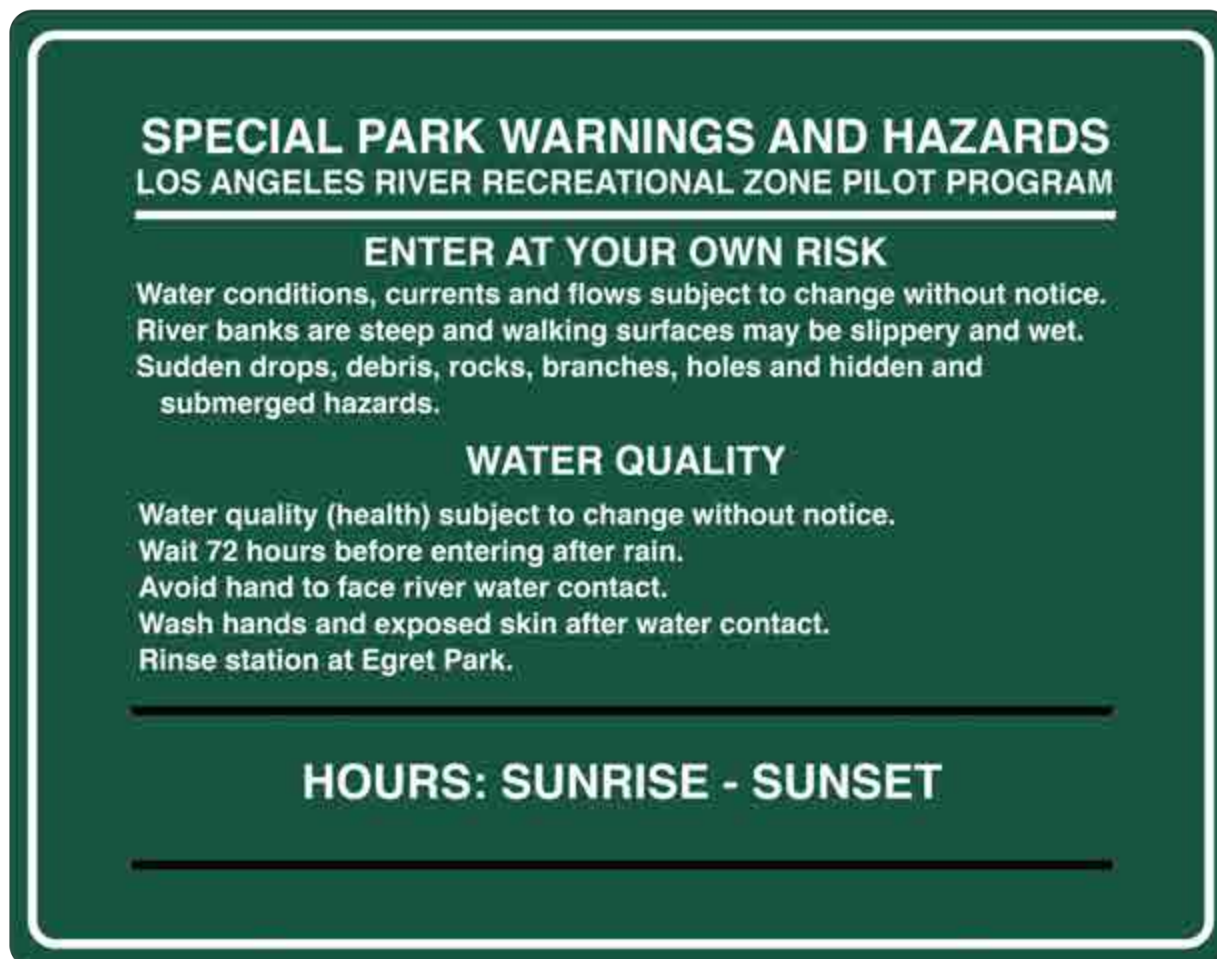 SPECIAL PARK WARNINGS AND HAZARDS
LOS ANGELES RIVER RECREATIONAL ZONE PILOT PROGRAM
ENTER AT YOUR OWN RISK
Water conditions, currents and flows subject to change without notice.
River banks are steep and walking surfaces may be slippery and wet.
Sudden drops, debris, rocks, branches, holes and hidden and
submerged hazards.
WATER QUALITY
Water quality (health) subject to change without notice.
Wait 72 hours before entering after rain.
Avoid hand to face river water contact.
Wash hands and exposed skin after water contact.
Rinse station at Egret Park.
HOURS: SUNRISE - SUNSET